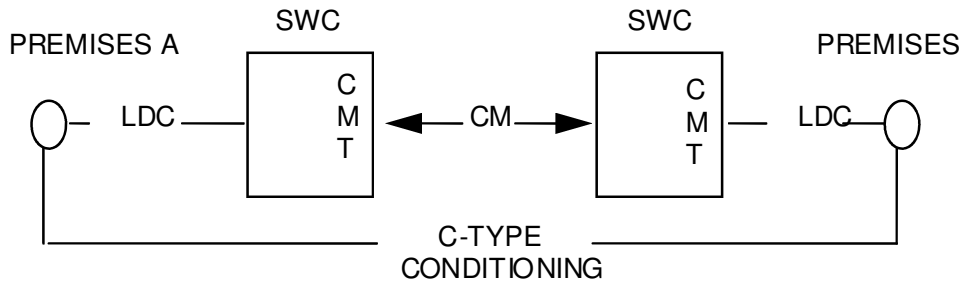 SWC
SWC
PREMISES A
PREMISES
C
M
T
C
M
T
LDC
CM
LDC
C-TYPE
CONDITIONING